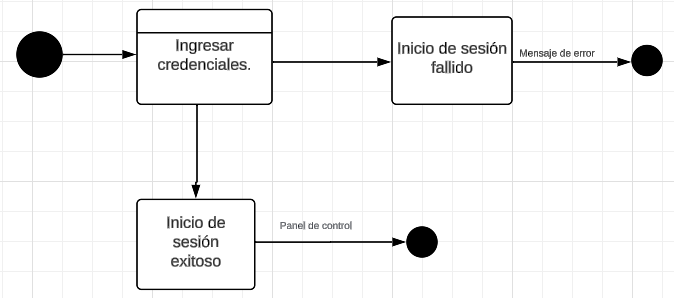 Ingresar
credenciales.
Inicio de sesión
fallido
Mensaje de error
Inicio de
sesión
exitoso
Panel de control